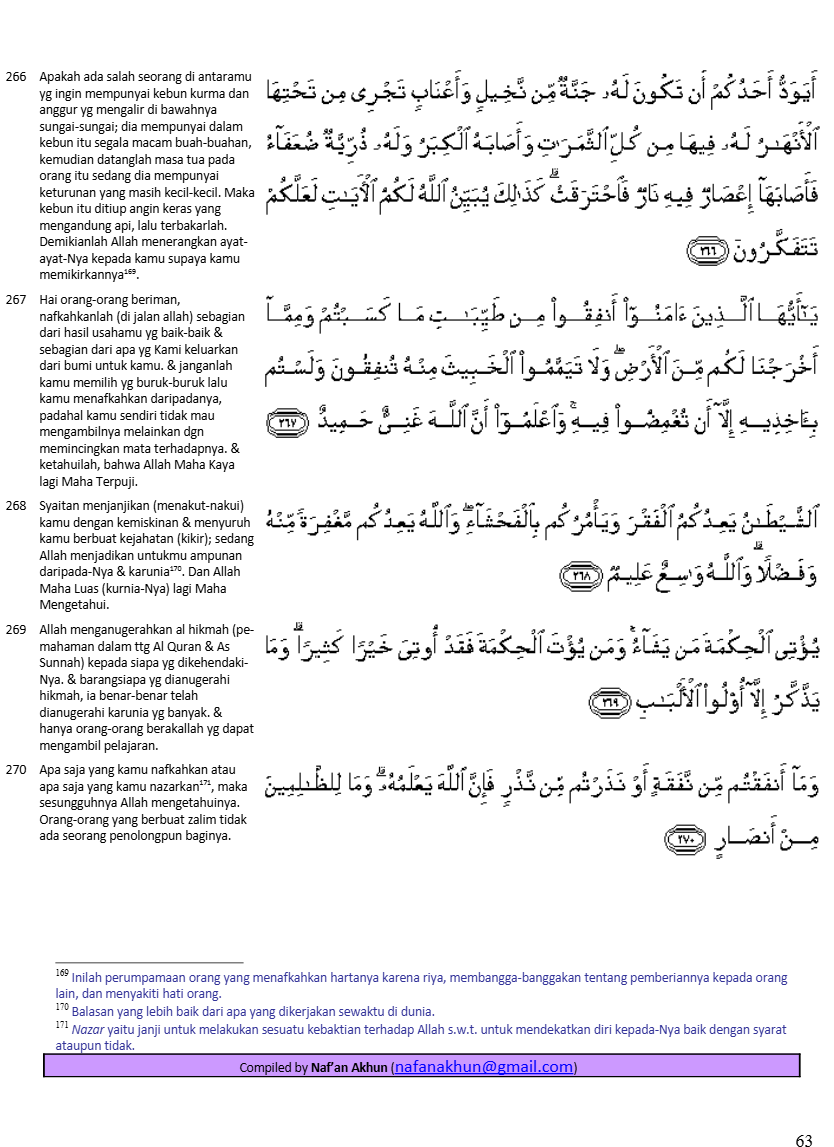 266 Apakah ada salah seorang di antaramu
yg ingin mempunyai kebun kurma dan
anggur yg mengalir di bawahnya
sungai-sungai; dia mempunyai dalam
kebun itu segala macam buah-buahan,
kemudian datanglah masa tua pada
orang itu sedang dia mempunyai
keturunan yang masih kecil-kecil. Maka
kebun itu ditiup angin keras yang
mengandung api, lalu terbakarlah.
Demikianlah Allah menerangkan ayat-
ayat-Nya kepada kamu supaya kamu
memikirkannya¹⁶⁹.
أَيَوَدُّ أَحَدُكُمْ أَن تَكُونَ لَهُۥ جَنَّةٌ مِّن نَّخِيلٍ وَأَعْنَابٍ تَجْرِى مِن تَحْتِهَا
ٱلْأَنْهَـٰرُ لَهُۥ فِيهَا مِن كُلِّ ٱلثَّمَرَٰتِ وَأَصَابَهُ ٱلْكِبَرُ وَلَهُۥ ذُرِّيَّةٌ ضُعَفَآءُ
فَأَصَابَهَآ إِعْصَارٌ فِيهِ نَارٌ فَٱحْتَرَقَتْ ۗ كَذَٰلِكَ يُبَيِّنُ ٱللَّهُ لَكُمُ ٱلْأَيَـٰتِ لَعَلَّكُمْ
تَتَفَكَّرُونَ ٢٦٦
267 Hai orang-orang beriman,
nafkahkanlah (di jalan allah) sebagian
dari hasil usahamu yg baik-baik &
sebagian dari apa yg Kami keluarkan
dari bumi untuk kamu. & janganlah
kamu memilih yg buruk-buruk lalu
kamu menafkahkan daripadanya,
padahal kamu sendiri tidak mau
mengambilnya melainkan dgn
memincingkan mata terhadapnya. &
ketahuilah, bahwa Allah Maha Kaya
lagi Maha Terpuji.
يَـٰٓأَيُّهَا ٱلَّذِينَ ءَامَنُوٓا۟ أَنفِقُوا۟ مِن طَيِّبَـٰتِ مَا كَسَبْتُمْ وَمِمَّآ
أَخْرَجْنَا لَكُم مِّنَ ٱلْأَرْضِ ۖ وَلَا تَيَمَّمُوا۟ ٱلْخَبِيثَ مِنْهُ تُنفِقُونَ وَلَسْتُم
بِـَٔاخِذِيهِ إِلَّآ أَن تُغْمِضُوا۟ فِيهِ ۚ وَٱعْلَمُوٓا۟ أَنَّ ٱللَّهَ غَنِىٌّ حَمِيدٌ ٢٦٧
268 Syaitan menjanjikan (menakut-nakui)
kamu dengan kemiskinan & menyuruh
kamu berbuat kejahatan (kikir); sedang
Allah menjadikan untukmu ampunan
daripada-Nya & karunia¹⁷⁰. Dan Allah
Maha Luas (kurnia-Nya) lagi Maha
Mengetahui.
ٱلشَّيْطَـٰنُ يَعِدُكُمُ ٱلْفَقْرَ وَيَأْمُرُكُم بِٱلْفَحْشَآءِ ۖ وَٱللَّهُ يَعِدُكُم مَّغْفِرَةً مِّنْهُ
وَفَضْلًا ۗ وَٱللَّهُ وَٰسِعٌ عَلِيمٌ ٢٦٨
269 Allah menganugerahkan al hikmah (pe-
mahaman dalam ttg Al Quran & As
Sunnah) kepada siapa yg dikehendaki-
Nya. & barangsiapa yg dianugerahi
hikmah, ia benar-benar telah
dianugerahi karunia yg banyak. &
hanya orang-orang berakallah yg dapat
mengambil pelajaran.
يُؤْتِى ٱلْحِكْمَةَ مَن يَشَآءُ ۚ وَمَن يُؤْتَ ٱلْحِكْمَةَ فَقَدْ أُوتِىَ خَيْرًا كَثِيرًا ۗ وَمَا
يَذَّكَّرُ إِلَّآ أُو۟لُوا۟ ٱلْأَلْبَـٰبِ ٢٦٩
270 Apa saja yang kamu nafkahkan atau
apa saja yang kamu nazarkan¹⁷¹, maka
sesungguhnya Allah mengetahuinya.
Orang-orang yang berbuat zalim tidak
ada seorang penolongpun baginya.
وَمَآ أَنفَقْتُم مِّن نَّفَقَةٍ أَوْ نَذَرْتُم مِّن نَّذْرٍ فَإِنَّ ٱللَّهَ يَعْلَمُهُۥ ۗ وَمَا لِلظَّـٰلِمِينَ
مِنْ أَنصَارٍ ٢٧٠
¹⁶⁹ Inilah perumpamaan orang yang menafkahkan hartanya karena riya, membangga-banggakan tentang pemberiannya kepada orang
lain, dan menyakiti hati orang.
¹⁷⁰ Balasan yang lebih baik dari apa yang dikerjakan sewaktu di dunia.
¹⁷¹ Nazar yaitu janji untuk melakukan sesuatu kebaktian terhadap Allah s.w.t. untuk mendekatkan diri kepada-Nya baik dengan syarat
ataupun tidak.
Compiled by Naf’an Akhun (nafanakhun@gmail.com)
63